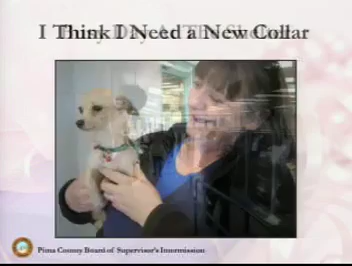 I Think I Need a New Collar
Pima County Board of Supervisor's Intermission